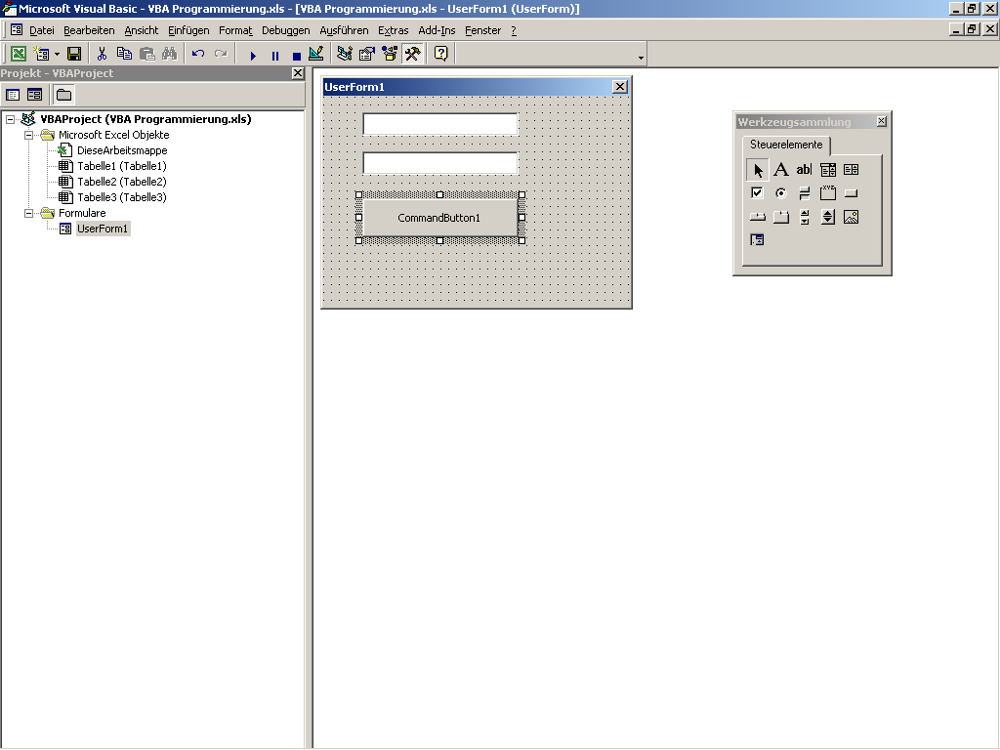 Microsoft Visual Basic - VBA Programmierung.xls - [VBA Programmierung.xls - UserForm1 (UserForm)]
Datei Bearbeiten Ansicht Einfügen Format Debuggen Ausführen Extras Add-Ins Fenster ?
Projekt - VBAProject
VBAProject (VBA Programmierung.xls)
Microsoft Excel Objekte
DieseArbeitsmappe
Tabelle1 (Tabelle1)
Tabelle2 (Tabelle2)
Tabelle3 (Tabelle3)
Formulare
UserForm1
UserForm1
CommandButton1
Werkzeugsammlung
Steuerelemente
A ab|
xyz